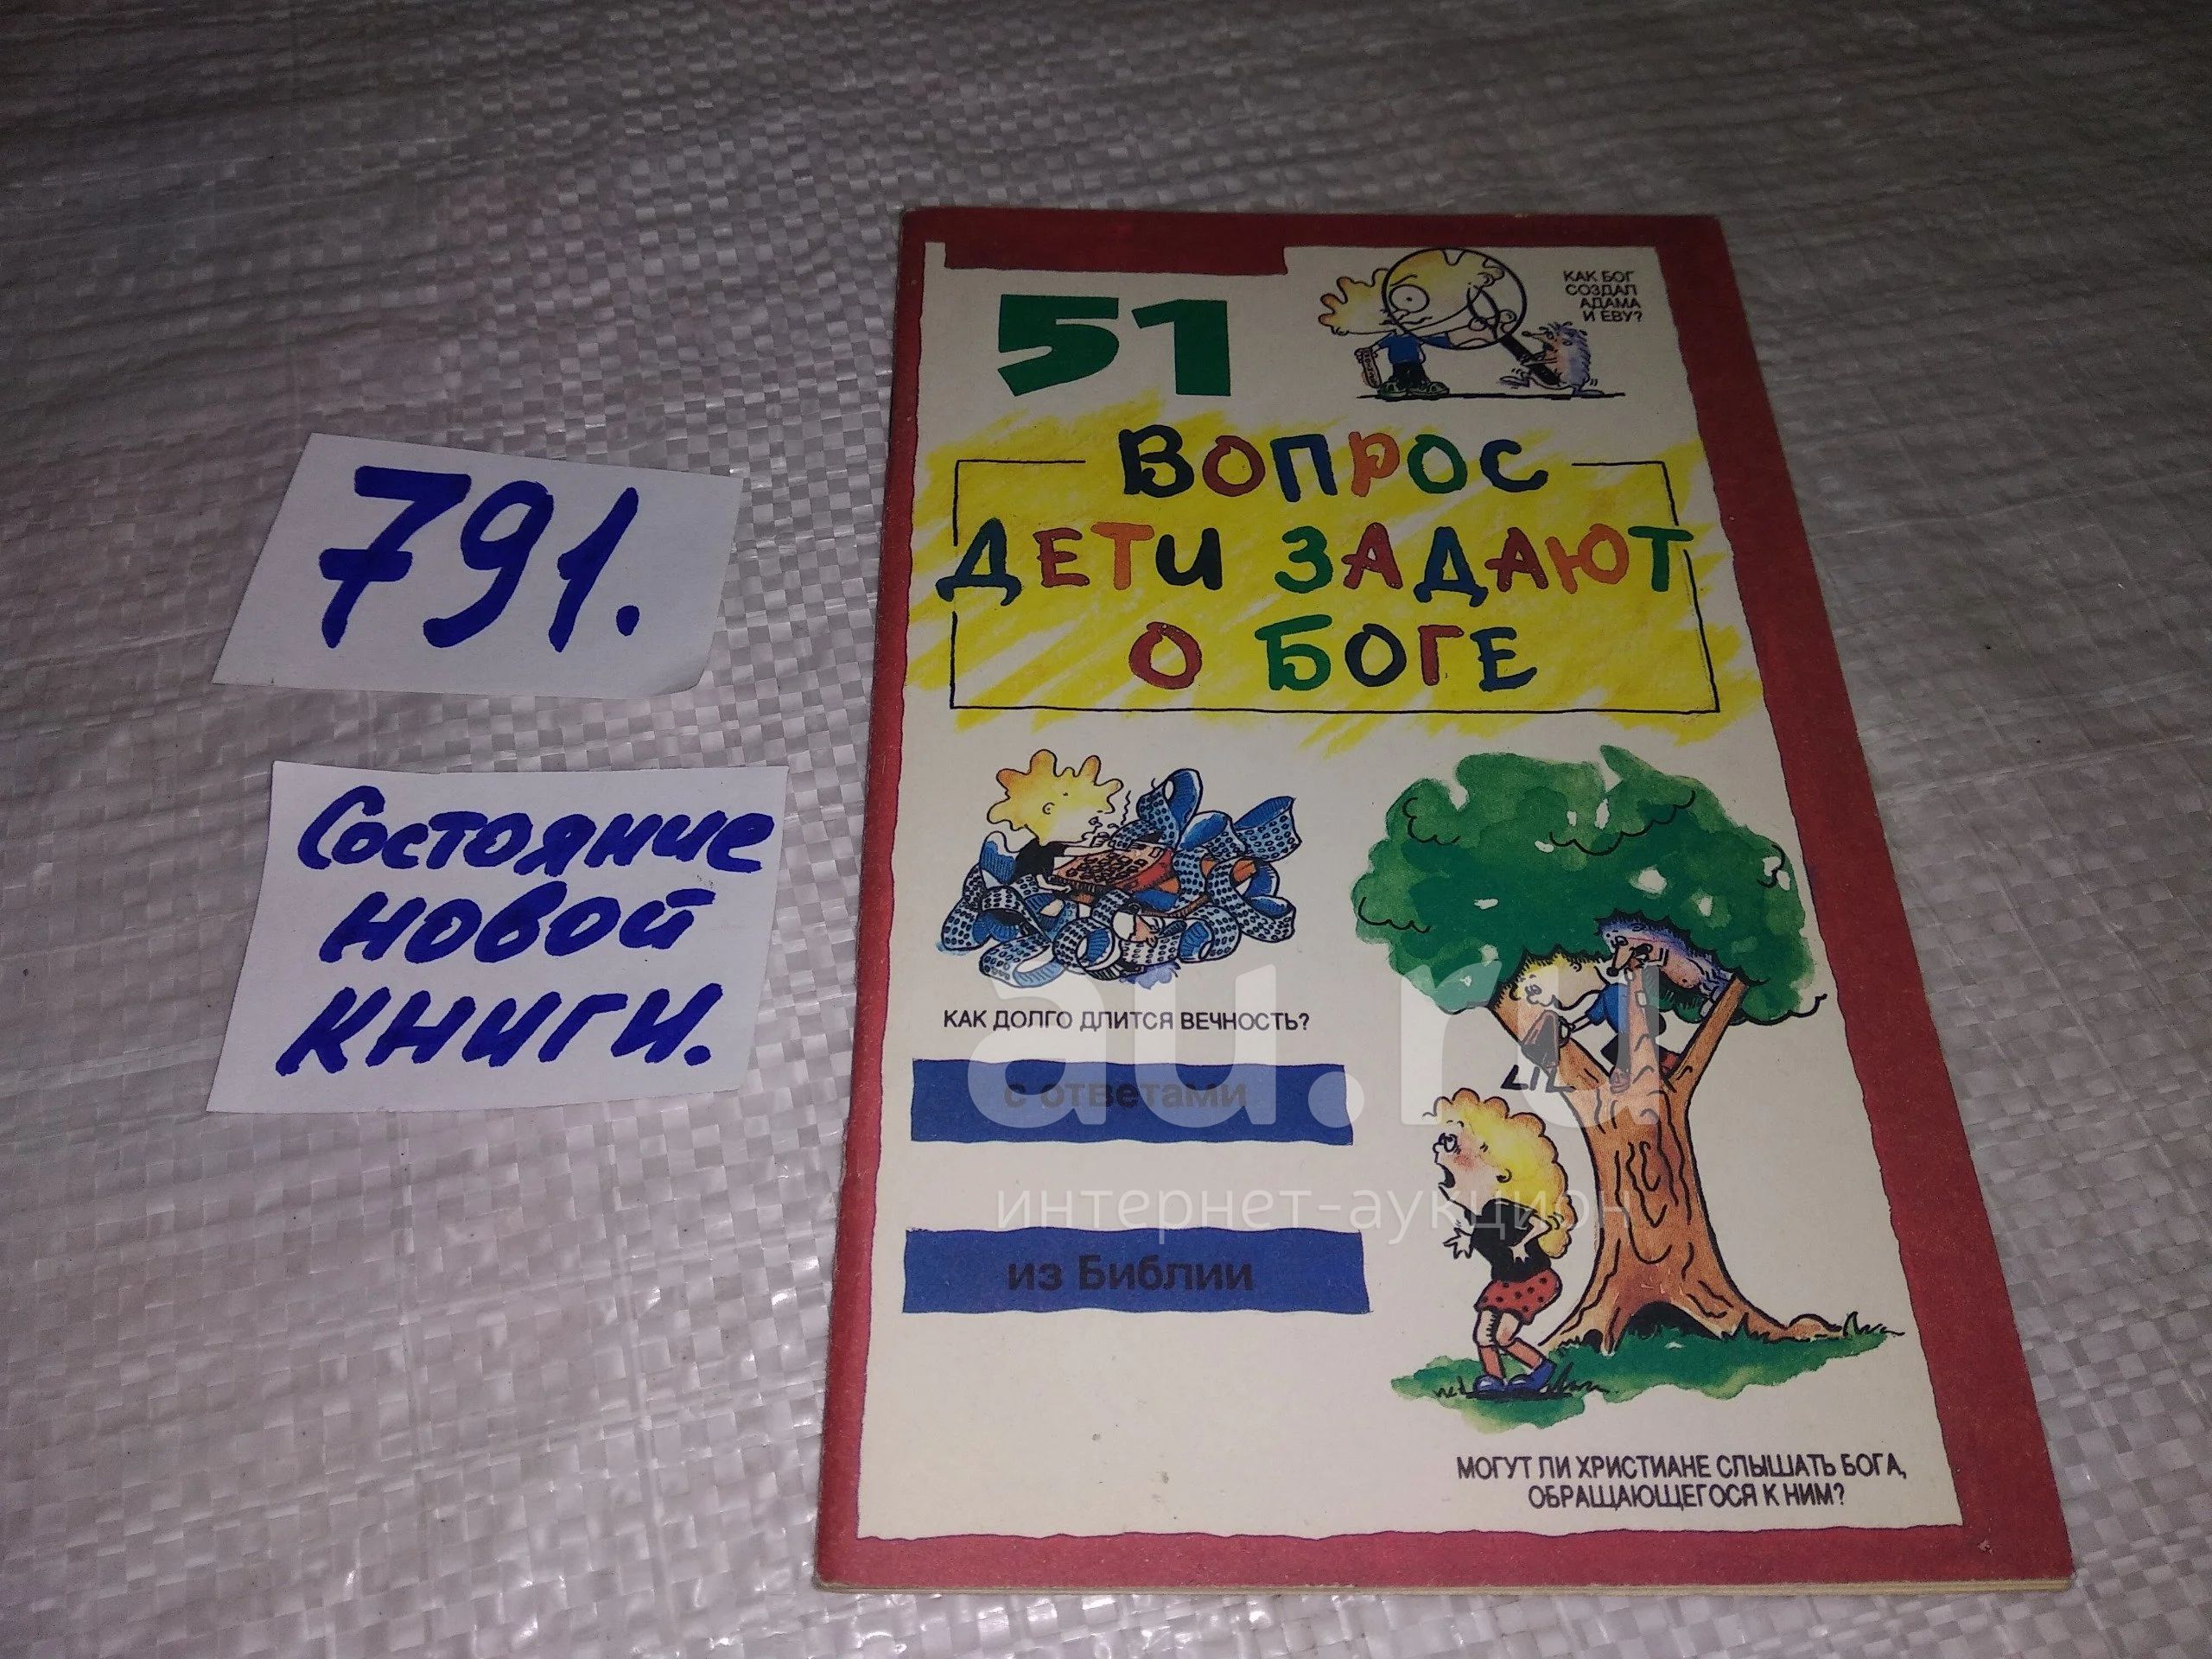 791.
Состояние
новой
книги.
51
КАК БОГ
СОЗДАЛ
АДАМА
И ЕВУ?
ВОПРОС
ДЕТИ ЗАДАЮТ
О БОГЕ
КАК ДОЛГО ДЛИТСЯ ВЕЧНОСТЬ?
с ответами
из Библии
МОГУТ ЛИ ХРИСТИАНЕ СЛЫШАТЬ БОГА,
ОБРАЩАЮЩЕГОСЯ К НИМ?
au.ru
интернет-аукцион